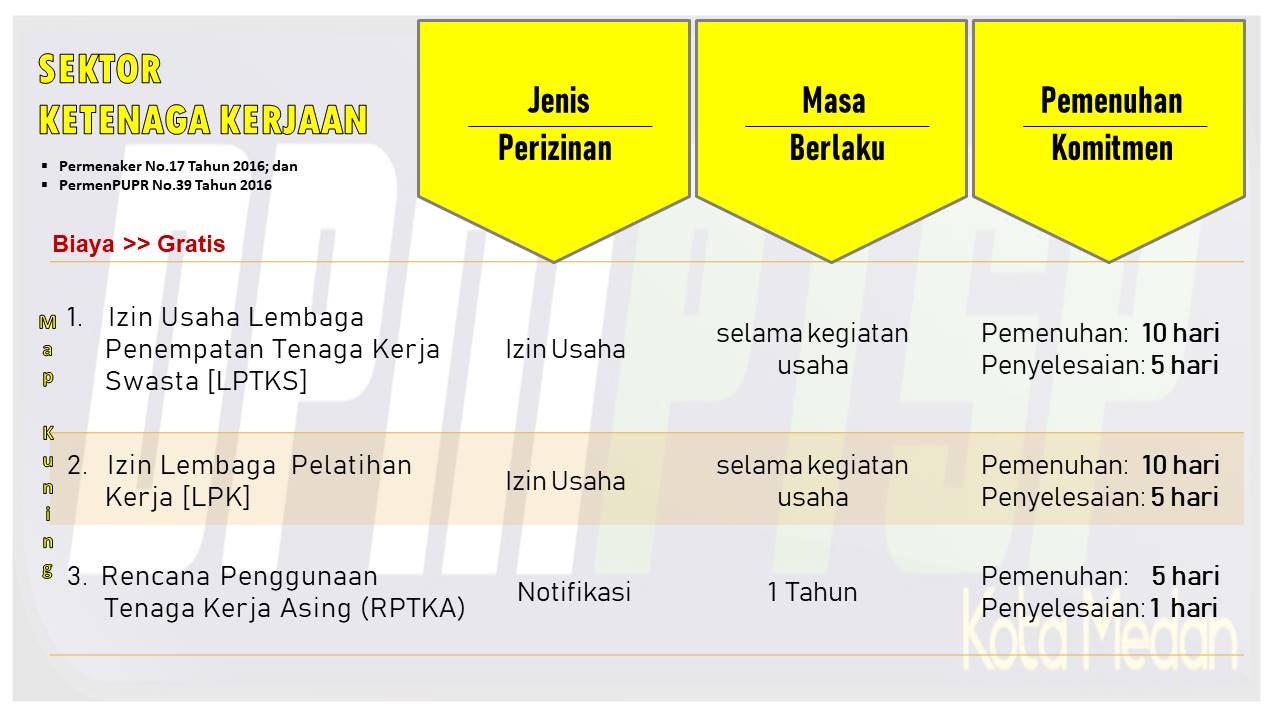 SEKTOR
KETENAGA KERJAAN
▪ Permenaker No.17 Tahun 2016; dan
▪ PermenPUPR No.39 Tahun 2016
Biaya >> Gratis
Jenis
Perizinan
Masa
Berlaku
Pemenuhan
Komitmen
Map Kuning
1. Izin Usaha Lembaga
Penempatan Tenaga Kerja
Swasta [LPTKS]
Izin Usaha
selama kegiatan
usaha
Pemenuhan: 10 hari
Penyelesaian: 5 hari
2. Izin Lembaga Pelatihan
Kerja [LPK]
Izin Usaha
selama kegiatan
usaha
Pemenuhan: 10 hari
Penyelesaian: 5 hari
3. Rencana Penggunaan
Tenaga Kerja Asing (RPTKA)
Notifikasi
1 Tahun
Pemenuhan: 5 hari
Penyelesaian: 1 hari
DPMPTSP
Kota Medan